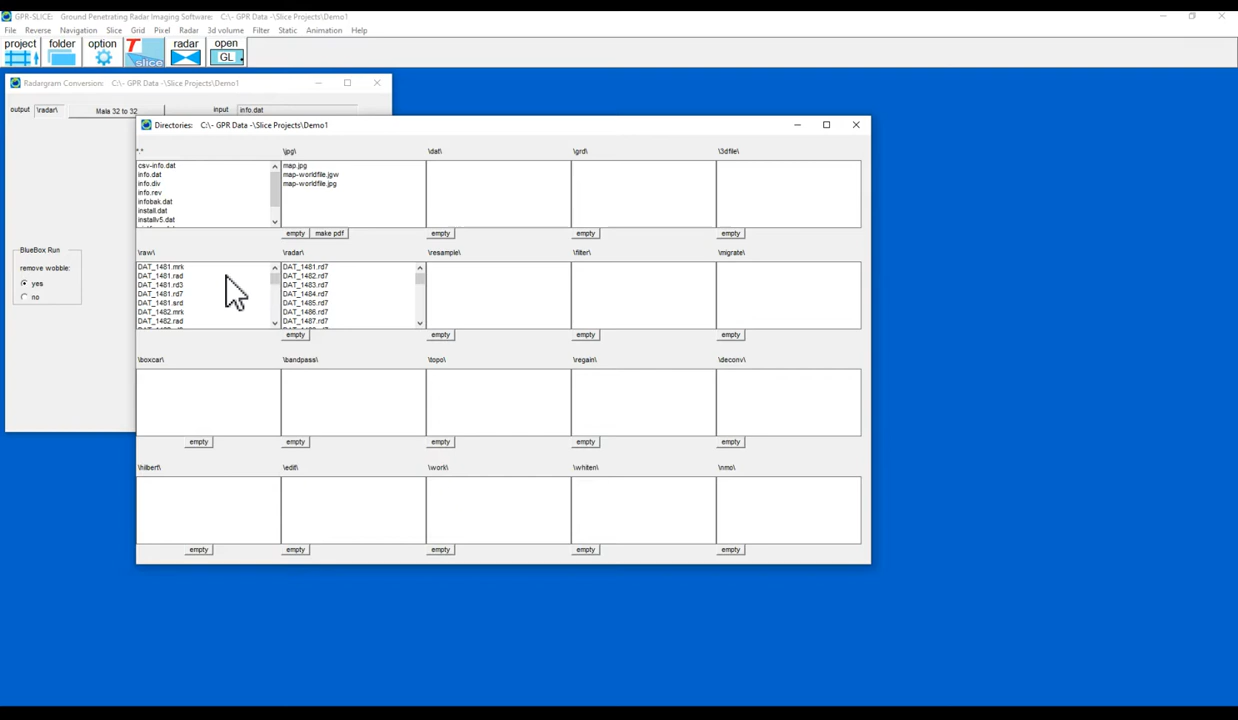 GPR-SLICE: Ground Penetrating Radar Imaging Software: C:\- GPR Data -\Slice Projects\Demo1
File Reverse Navigation Slice Grid Pixel Radar 3d volume Filter Static Animation Help
project folder option T slice radar open GL
Radargram Conversion: C:\- GPR Data -\Slice Projects\Demo1
output \radar\ Mala 32 to 32 input info.dat
Directories: C:\- GPR Data -\Slice Projects\Demo1
*.* \jpg\ \dat\ \grd\ \3dfile\
csv-info.dat map.jpg
info.dat map-worldfile.jgw
info.div map-worldfile.jpg
info.rev
infobak.dat
install.dat
installv5.dat
empty make pdf empty empty empty
BlueBox Run
remove wobble:
yes
no
\raw\ \radar\ \resample\ \filter\ \migrate\
DAT_1481.mrk DAT_1481.rd7
DAT_1481.rad DAT_1482.rd7
DAT_1481.rd3 DAT_1483.rd7
DAT_1481.rd7 DAT_1484.rd7
DAT_1481.srd DAT_1485.rd7
DAT_1482.mrk DAT_1486.rd7
DAT_1482.rad DAT_1487.rd7
empty empty empty empty
\boxcar\ \bandpass\ \topo\ \regain\ \deconv\
empty empty empty empty empty
\hilbert\ \edit\ \work\ \whiten\ \nmo\
empty empty empty empty empty